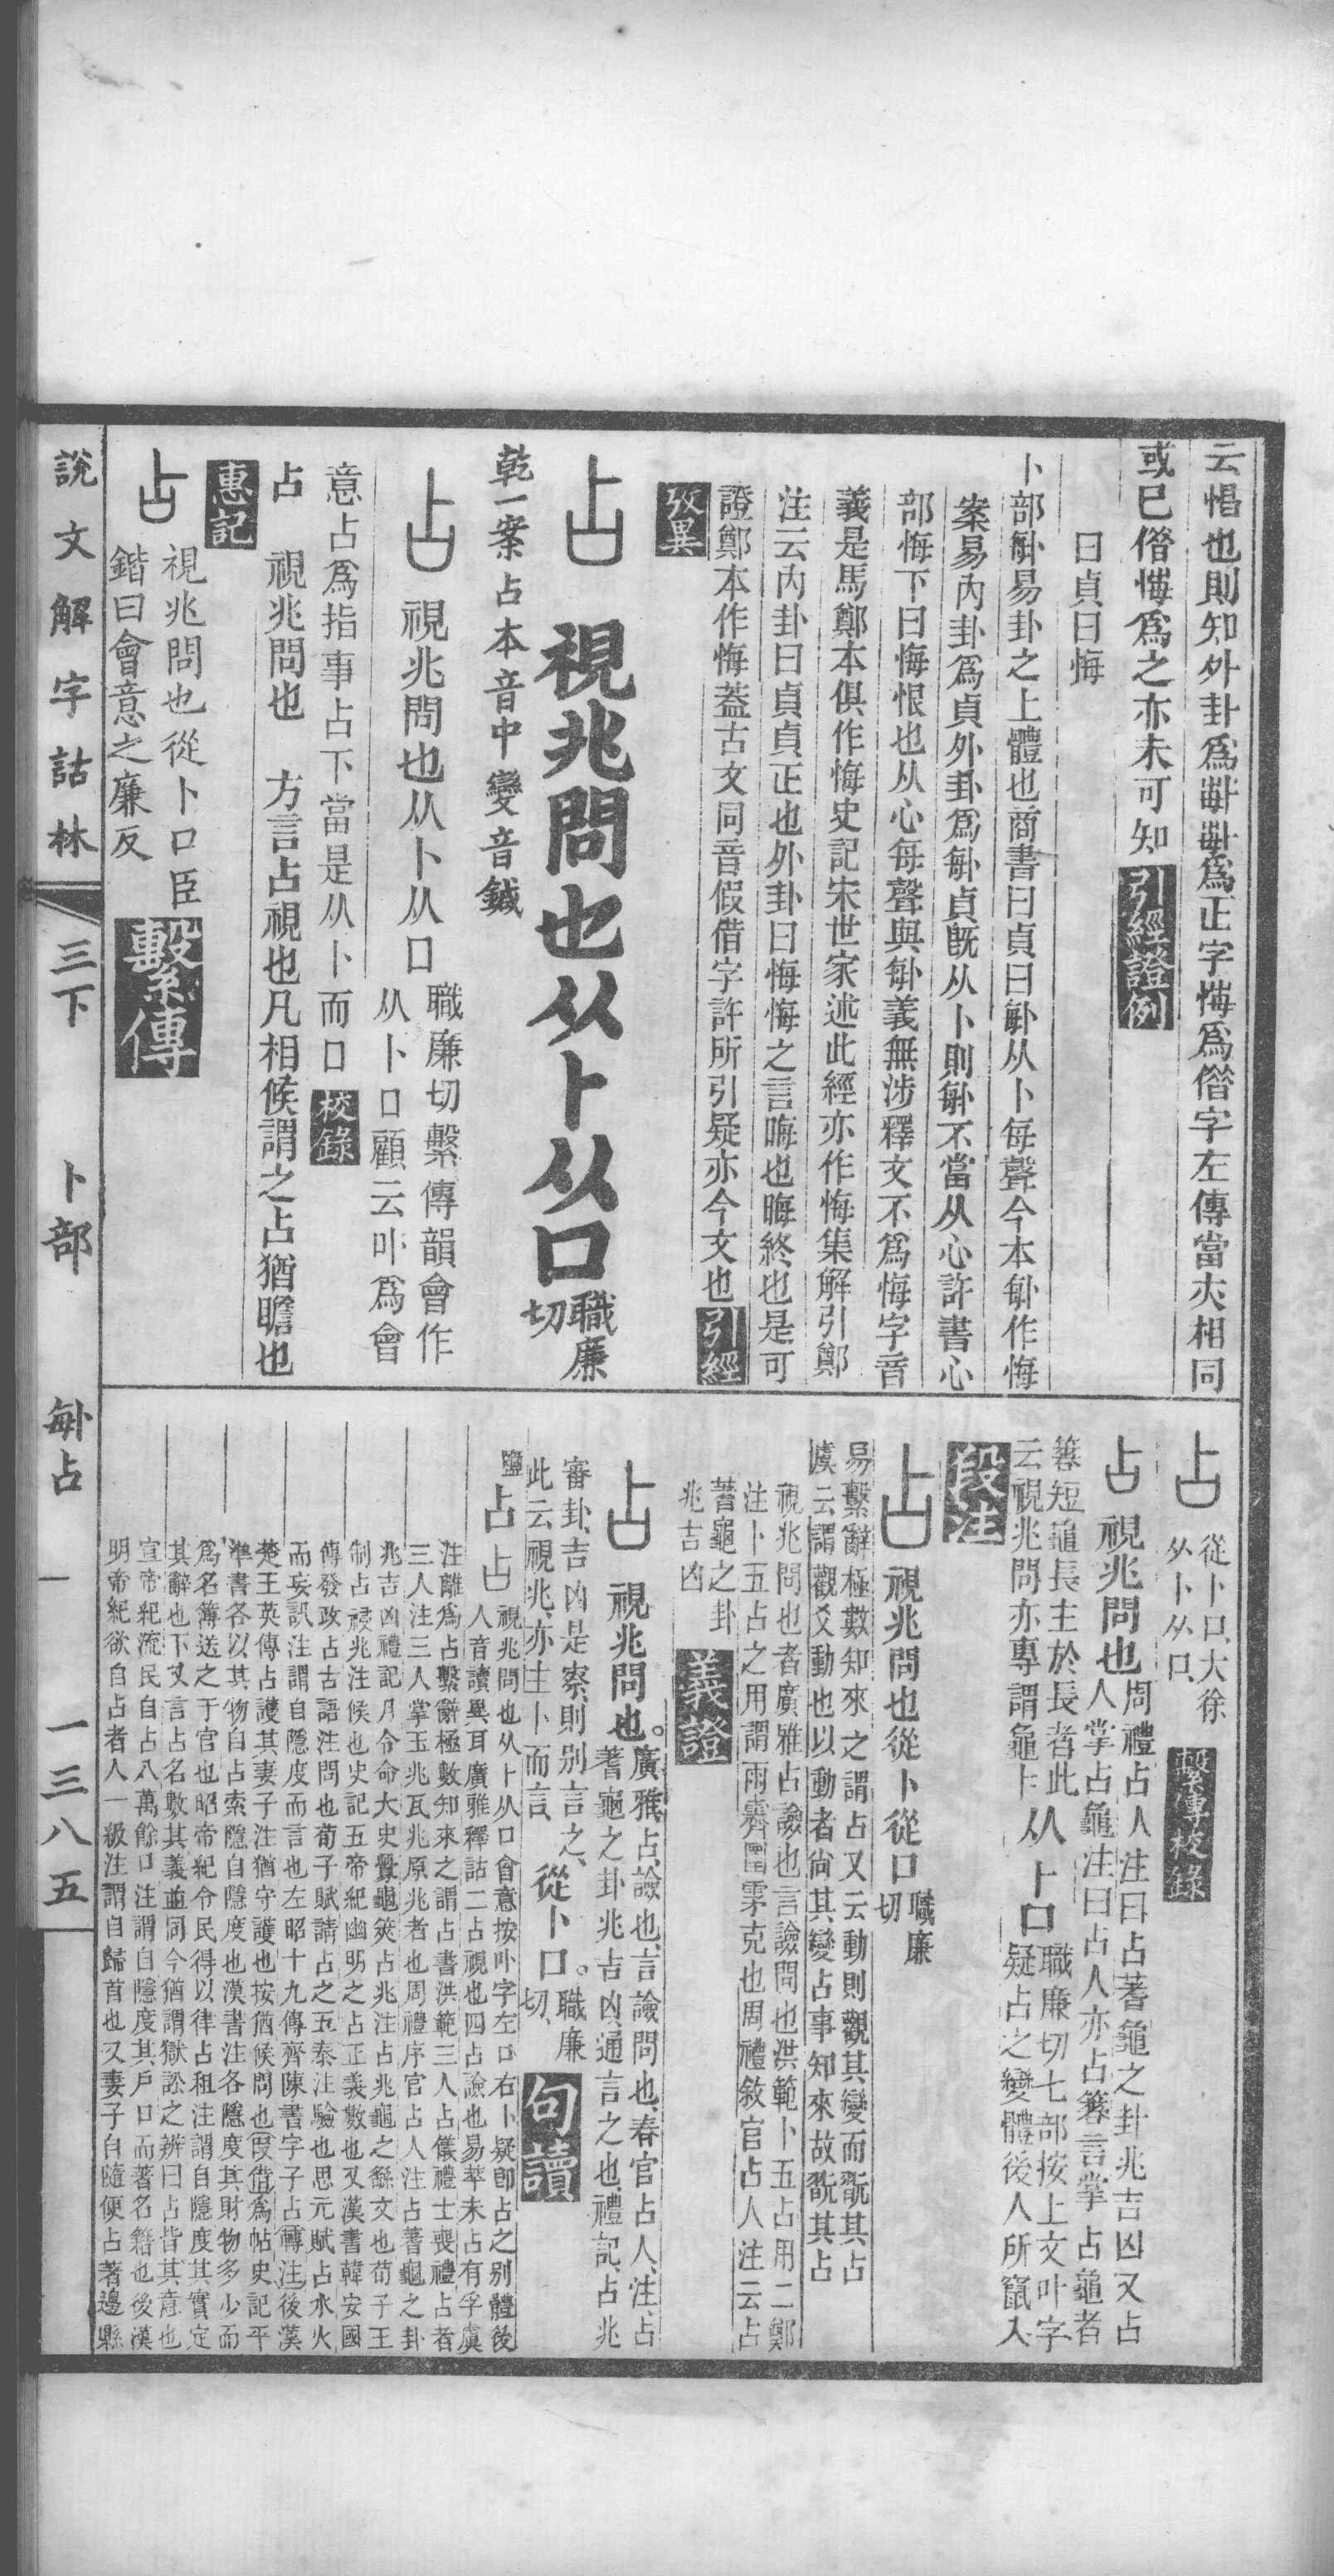 云㥽也則知外卦爲𡖉𡖉爲正字悔爲借字左傳當夾相同
或已借悔爲之亦未可知引經證例
曰貞曰悔
卜部𠧩易卦之上體也商書曰貞曰𠧩从卜每聲今本𠧩作悔
案易內卦爲貞外卦爲𠧩貞旣从卜則𠧩不當从心許書心
部悔下曰悔恨也从心每聲與𠧩義無涉釋文不爲悔字音
義是馬鄭本俱作悔史記宋世家述此經亦作悔集解引鄭
注云內卦曰貞貞正也外卦曰悔悔之言晦也晦終也是可
證鄭本作悔蓋古文同音假借字許所引疑亦今文也引經
攷異
占 視兆問也从卜从口職廉切
乾一案占本音中變音鍼
占 視兆問也从卜从口職廉切繫傳韻會作从卜口顧云卟爲會
意占爲指事占下當是从卜而口校錄
占 視兆問也 方言占視也凡相候謂之占猶瞻也
惠記
占 視兆問也從卜口臣鍇曰會意之廉反繫傳
占 從卜口大徐从卜从口 繫傳校錄
占 視兆問也周禮占人注曰占蓍龜之卦兆吉凶又占人掌占龜注曰占人亦占簭言掌占龜者
簭短龜長主於長者此云視兆問亦專謂龜卜从卜口職廉切七部按上文卟字疑占之變體後人所竄入
段注
占 視兆問也從卜從口職廉切
易繫辭極數知來之謂占又云動則觀其變而翫其占虞云謂觀爻動也以動者尙其變占事知來故翫其占
視兆問也者廣雅占譣也言譣問也洪範卜五占用二鄭注卜五占之用謂雨霽圛雺克也周禮敘官占人注云占
蓍龜之卦兆吉凶義證
占 視兆問也。廣雅、占、譣也、言譣問也、春官占人、注、占蓍龜之卦兆吉凶、通言之也、禮記、占兆
審卦、吉凶是察、則別言之、此云視兆、亦主卜而言、從卜口。職廉切、句讀
鹽占占 視兆問也从卜从口會意按卟字左口右卜疑卽占之別體後人音讀異耳廣雅釋詁二占視也四占譣也易革未占有孚虞
注離爲占繫辭極數知來之謂占書洪範三人占儀禮士喪禮占者三人注三人掌玉兆瓦兆原兆者也周禮序官占人注占蓍龜之卦
兆吉凶禮記月令命大史釁龜筴占兆注占兆龜之繇文也荀子王制占祲兆注候也史記五帝紀幽明之占正義數也又漢書韓安國
傳發政占古語注問也荀子賦請占之五泰注驗也思元賦占水火而妄訊注謂自隱度而言也左昭十九傳齊陳書字子占轉注後漢
楚王英傳占護其妻子注猶守護也按猶候問也叚借爲帖史記平準書各以其物自占索隱自隱度也漢書注各隱度其財物多少而
爲名簿送之于官也昭帝紀令民得以律占租注謂自隱度其實定其辭也下又言占名數其義並同今猶謂獄訟之辨曰占皆其意也
宣帝紀流民自占八萬餘口注謂自隱度其戶口而著名籍也後漢明帝紀欲自占者人一級注謂自歸首也又妻子自隨便占著邊縣
說文解字詁林 三下 卜部 𠧩占 一三八五